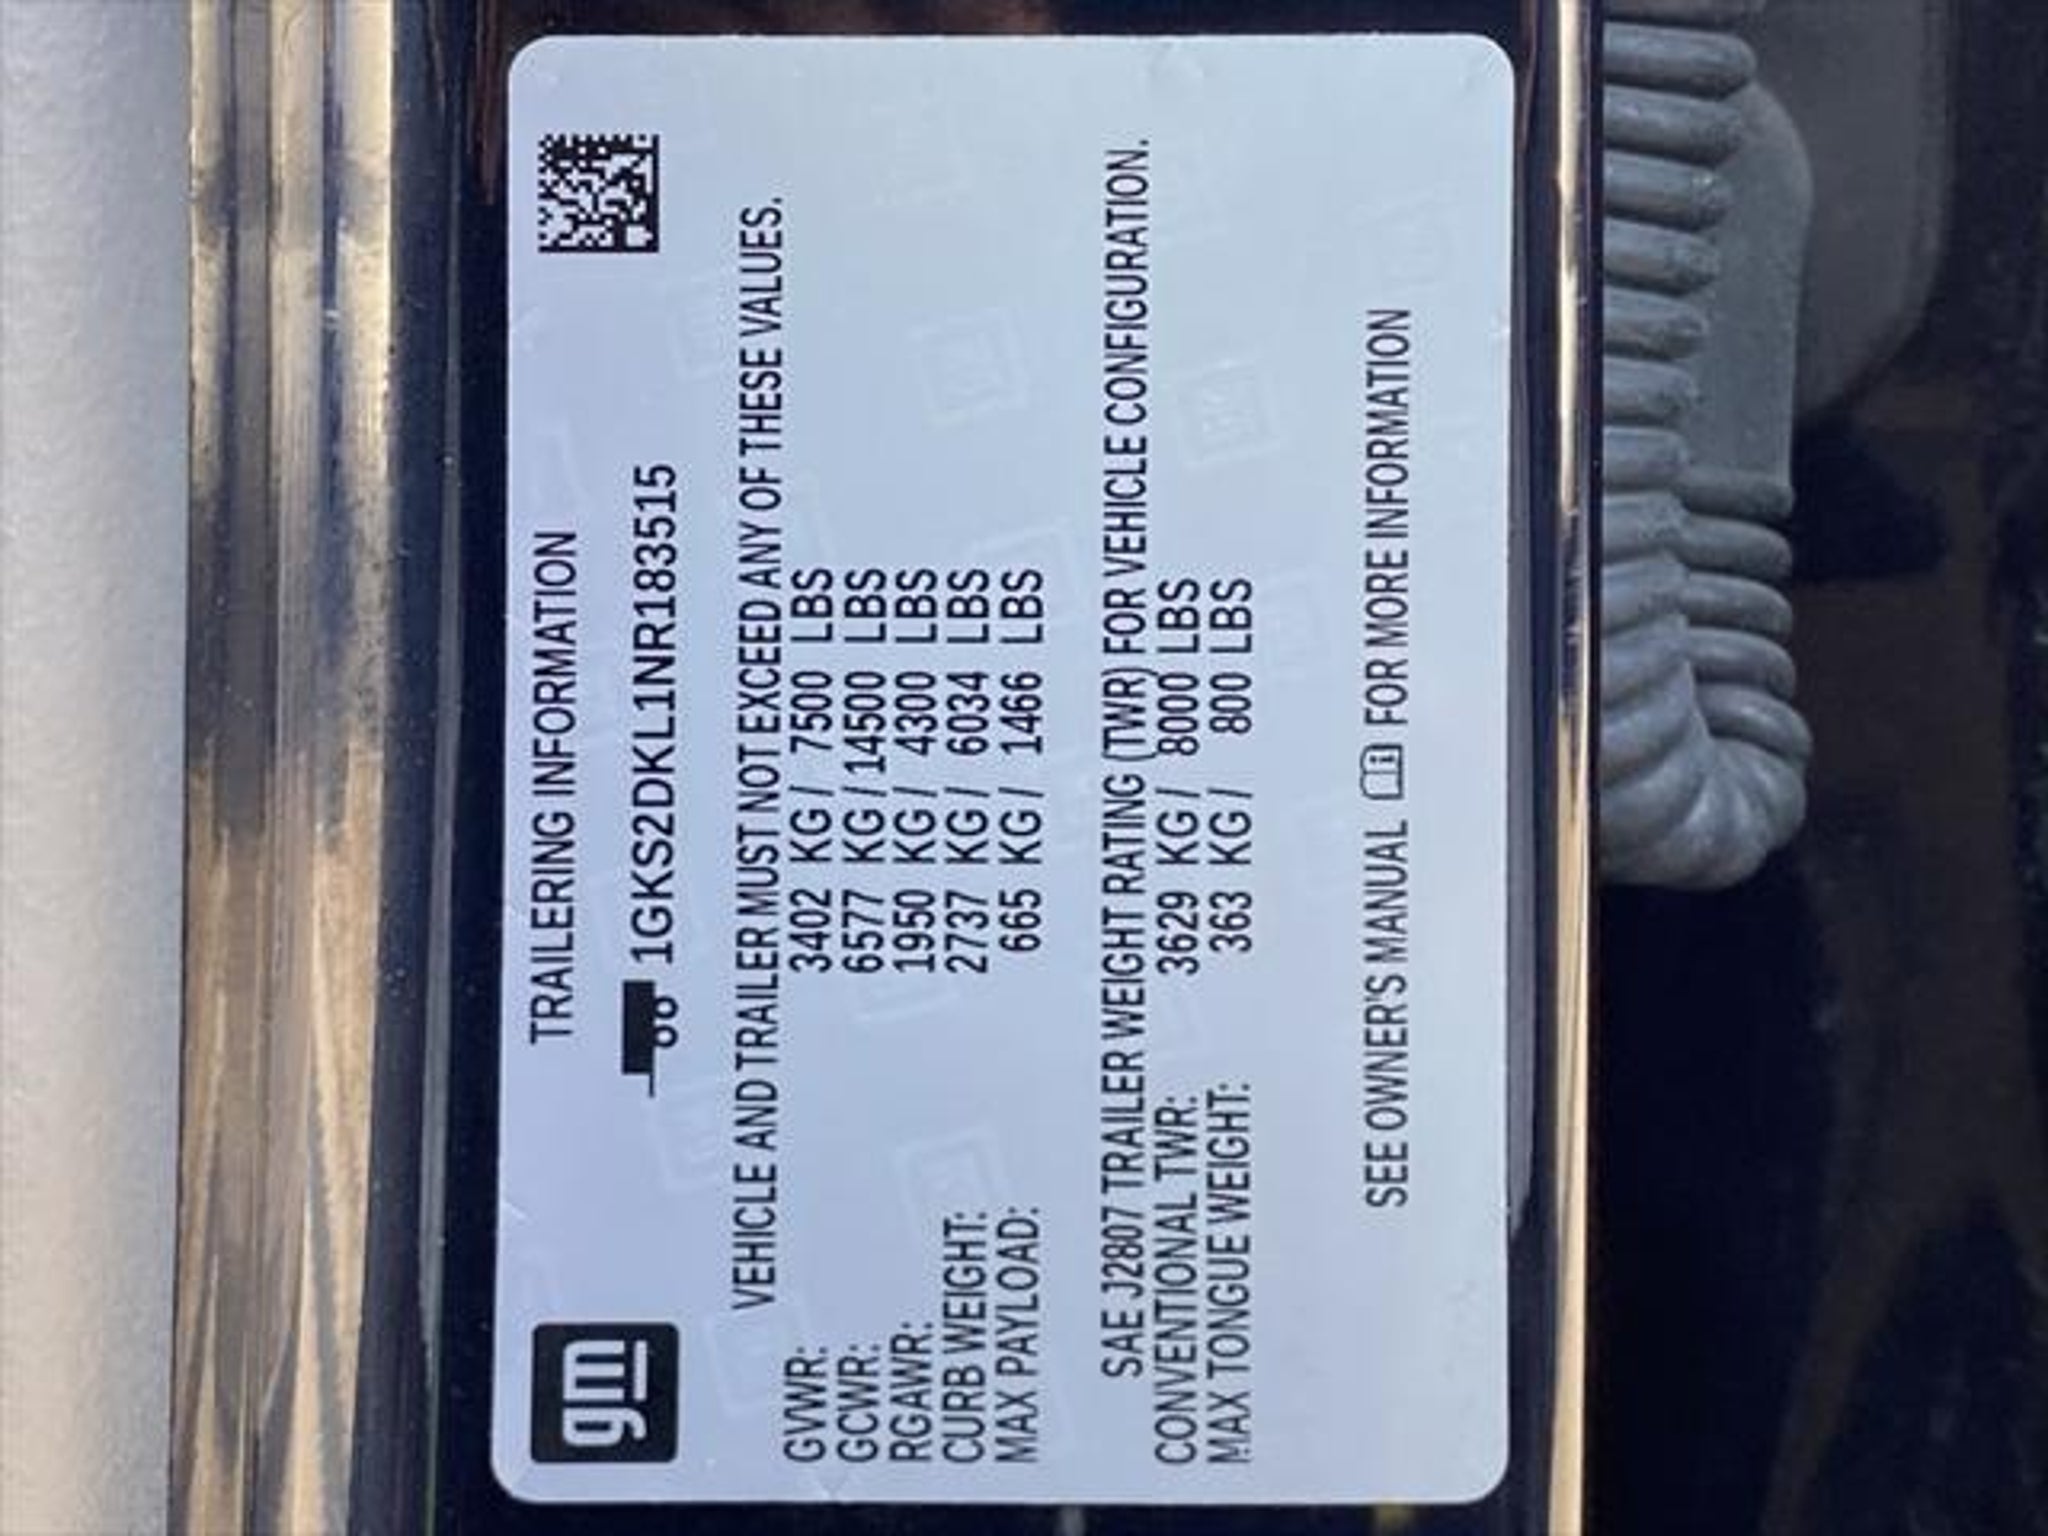 gm
TRAILERING INFORMATION
1GKS2DKL1NR183515
VEHICLE AND TRAILER MUST NOT EXCEED ANY OF THESE VALUES.
GVWR: 3402 KG / 7500 LBS
GCWR: 6577 KG / 14500 LBS
RGAWR: 1950 KG / 4300 LBS
CURB WEIGHT: 2737 KG / 6034 LBS
MAX PAYLOAD: 665 KG / 1466 LBS
SAE J2807 TRAILER WEIGHT RATING (TWR) FOR VEHICLE CONFIGURATION.
CONVENTIONAL TWR: 3629 KG / 8000 LBS
MAX TONGUE WEIGHT: 363 KG / 800 LBS
SEE OWNER'S MANUAL FOR MORE INFORMATION